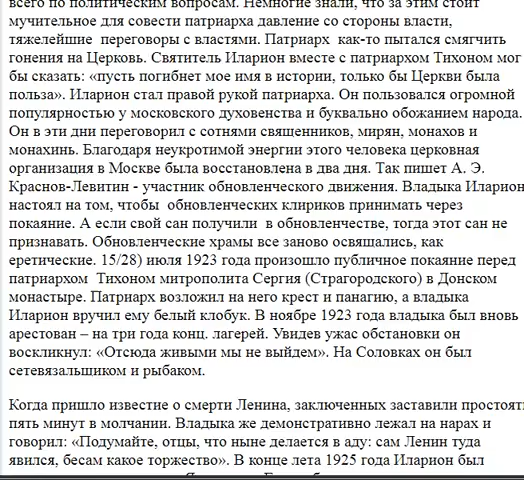 всего по политическим вопросам. Немногие знали, что за этим стоит
мучительное для совести патриарха давление со стороны власти,
тяжелейшие  переговоры с властями. Патриарх  как-то пытался смягчить
гонения на Церковь. Святитель Иларион вместе с патриархом Тихоном мог
бы сказать: «пусть погибнет мое имя в истории, только бы Церкви была
польза». Иларион стал правой рукой патриарха. Он пользовался огромной
популярностью у московского духовенства и буквально обожанием народа.
Он в эти дни переговорил с сотнями священников, мирян, монахов и
монахинь. Благодаря неукротимой энергии этого человека церковная
организация в Москве была восстановлена в два дня. Так пишет А. Э.
Краснов-Левитин - участник обновленческого движения. Владыка Иларион
настоял на том, чтобы  обновленческих клириков принимать через
покаяние. А если свой сан получили  в обновленчестве, тогда этот сан не
признавать. Обновленческие храмы все заново освящались, как
еретические. 15/28) июля 1923 года произошло публичное покаяние перед
патриархом  Тихоном митрополита Сергия (Страгородского) в Донском
монастыре. Патриарх возложил на него крест и панагию, а владыка
Иларион вручил ему белый клобук. В ноябре 1923 года владыка был вновь
арестован – на три года конц. лагерей. Увидев ужас обстановки он
воскликнул: «Отсюда живыми мы не выйдем». На Соловках он был
сетевязальщиком и рыбаком.
Когда пришло известие о смерти Ленина, заключенных заставили простоять
пять минут в молчании. Владыка же демонстративно лежал на нарах и
говорил: «Подумайте, отцы, что ныне делается в аду: сам Ленин туда
явился, бесам какое торжество». В конце лета 1925 года Иларион был